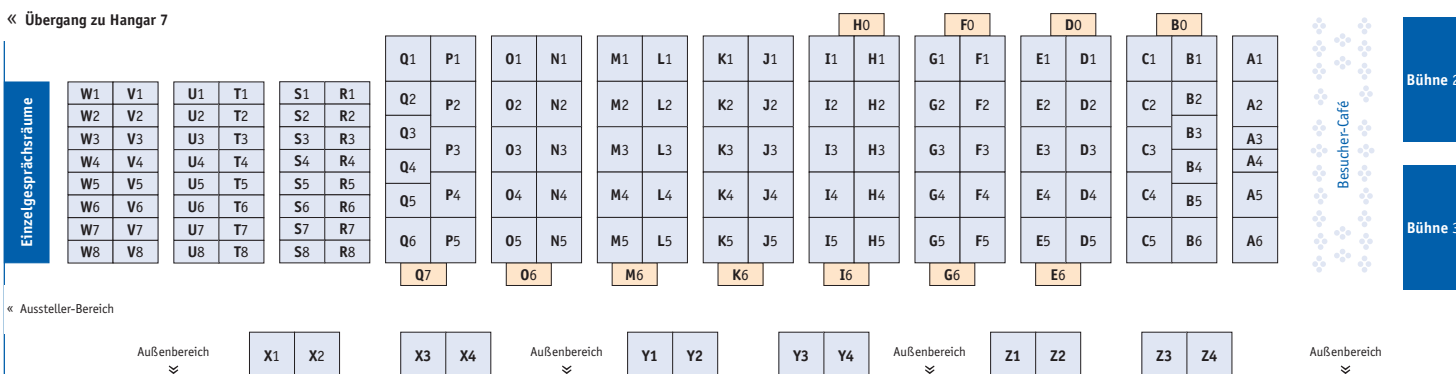 « Übergang zu Hangar 7
H0 F0 D0 B0
Q1 P1 O1 N1 M1 L1 K1 J1 I1 H1 G1 F1 E1 D1 C1 B1 A1
Bühne 2
W1 V1 U1 T1 S1 R1
Q2 P2 O2 N2 M2 L2 K2 J2 I2 H2 G2 F2 E2 D2 C2 B2 A2
W2 V2 U2 T2 S2 R2
Q3 B3
W3 V3 U3 T3 S3 R3 A3
P3 O3 N3 M3 L3 K3 J3 I3 H3 G3 F3 E3 D3 C3
W4 V4 U4 T4 S4 R4 Q4 B4 A4
Einzelgesprächsräume
Besucher-Café
W5 V5 U5 T5 S5 R5
Q5 P4 O4 N4 M4 L4 K4 J4 I4 H4 G4 F4 E4 D4 C4 B5 A5
W6 V6 U6 T6 S6 R6
W7 V7 U7 T7 S7 R7
Bühne 3
Q6 P5 O5 N5 M5 L5 K5 J5 I5 H5 G5 F5 E5 D5 C5 B6 A6
W8 V8 U8 T8 S8 R8
Q7 O6 M6 K6 I6 G6 E6
« Aussteller-Bereich
Außenbereich X1 X2 X3 X4 Außenbereich Y1 Y2 Y3 Y4 Außenbereich Z1 Z2 Z3 Z4 Außenbereich